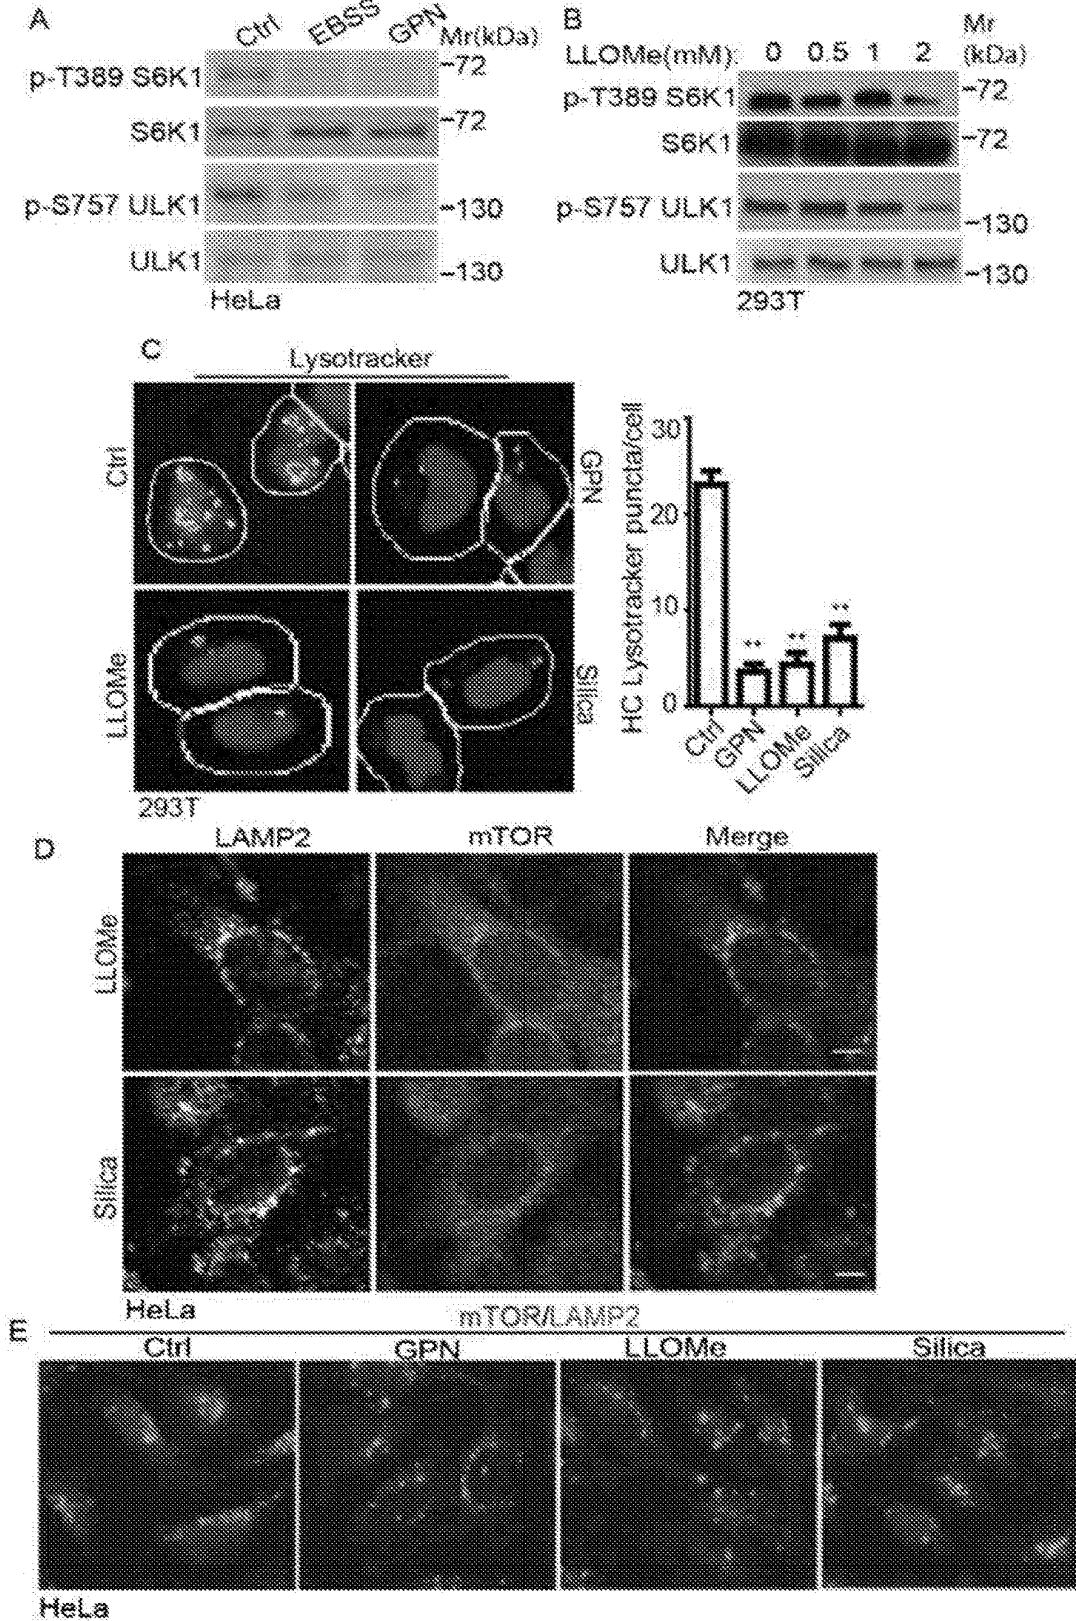 A
Ctrl EBSS GPN Mr(kDa)
p-T389 S6K1 -72
S6K1 -72
p-S757 ULK1 -130
ULK1 -130
HeLa
B
LLOMe(mM): 0 0.5 1 2 Mr (kDa)
p-T389 S6K1 -72
S6K1 -72
p-S757 ULK1 -130
ULK1 -130
293T
C
Lysotracker
Ctrl
GPN
LLOMe
Silica
293T
HC Lysotracker puncta/cell
30
20
10
0
Ctrl
GPN
LLOMe
Silica
**
**
**
D
LAMP2 mTOR Merge
LLOMe
Silica
HeLa
E
mTOR/LAMP2
Ctrl GPN LLOMe Silica
HeLa